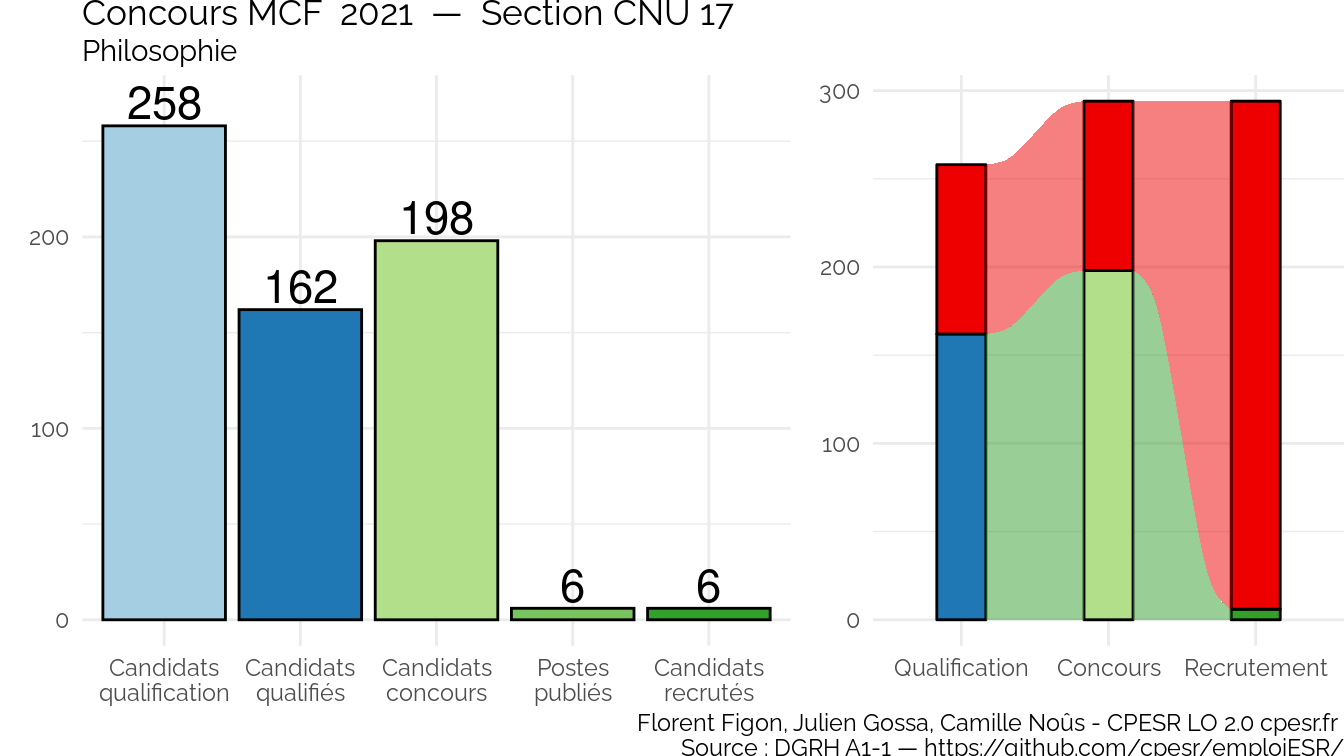 Concours MCF 2021 — Section CNU 17
Philosophie
258
162
198
6
6
200
100
0
Candidats qualification
Candidats qualifiés
Candidats concours
Postes publiés
Candidats recrutés
300
200
100
0
Qualification
Concours
Recrutement
Florent Figon, Julien Gossa, Camille Noûs - CPESR LO 2.0 cpesr.fr
Source : DGRH A1-1 — https://github.com/cpesr/emploiESR/